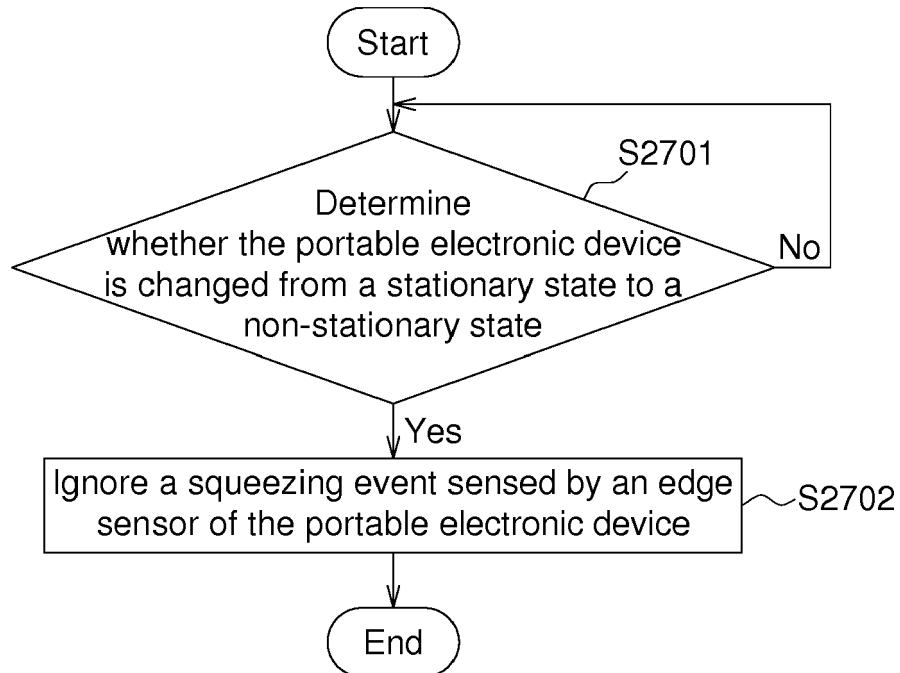 Start
S2701
Determine
whether the portable electronic device
is changed from a stationary state to a
non-stationary state
No
Yes
Ignore a squeezing event sensed by an edge
sensor of the portable electronic device
S2702
End